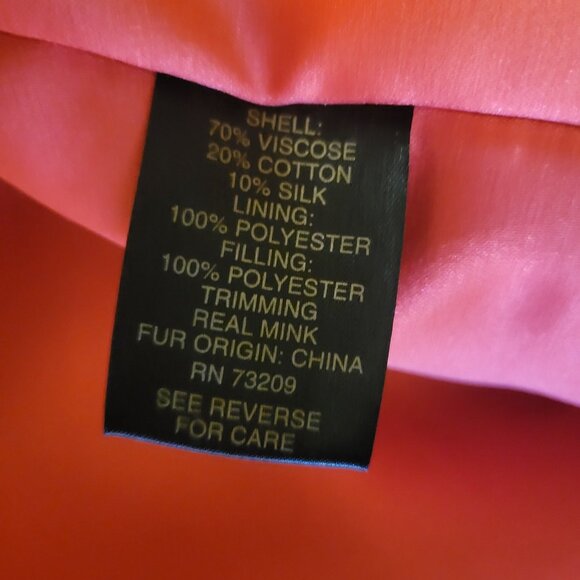 SHELL:
70% VISCOSE
20% COTTON
10% SILK
LINING:
100% POLYESTER
FILLING:
100% POLYESTER
TRIMMING
REAL MINK
FUR ORIGIN: CHINA
RN 73209
SEE REVERSE
FOR CARE